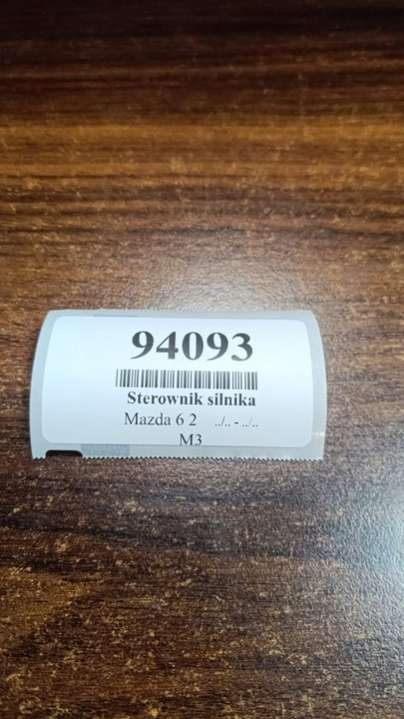 94093
Sterownik silnika
Mazda 6 2 ../.. - ../..
M3